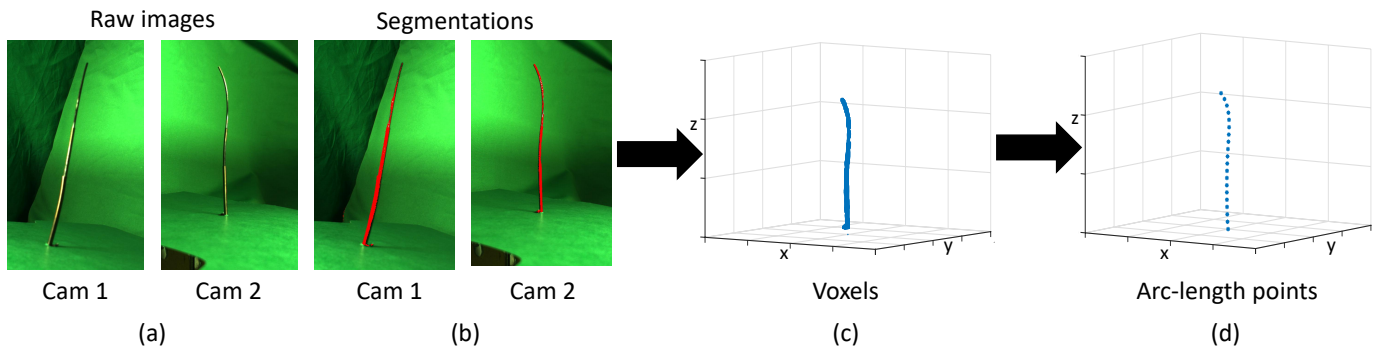 Raw images
Segmentations
Cam 1
Cam 2
Cam 1
Cam 2
z
x
y
Voxels
z
x
y
Arc-length points
(a)
(b)
(c)
(d)